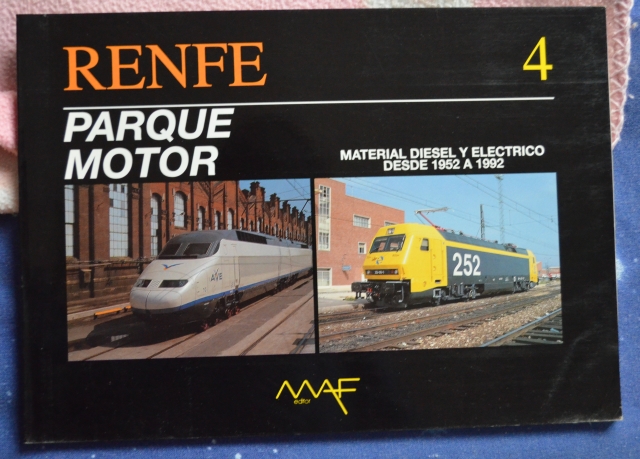 RENFE 4
PARQUE
MOTOR
MATERIAL DIESEL Y ELECTRICO
DESDE 1952 A 1992
AVE
252
MAF
editor